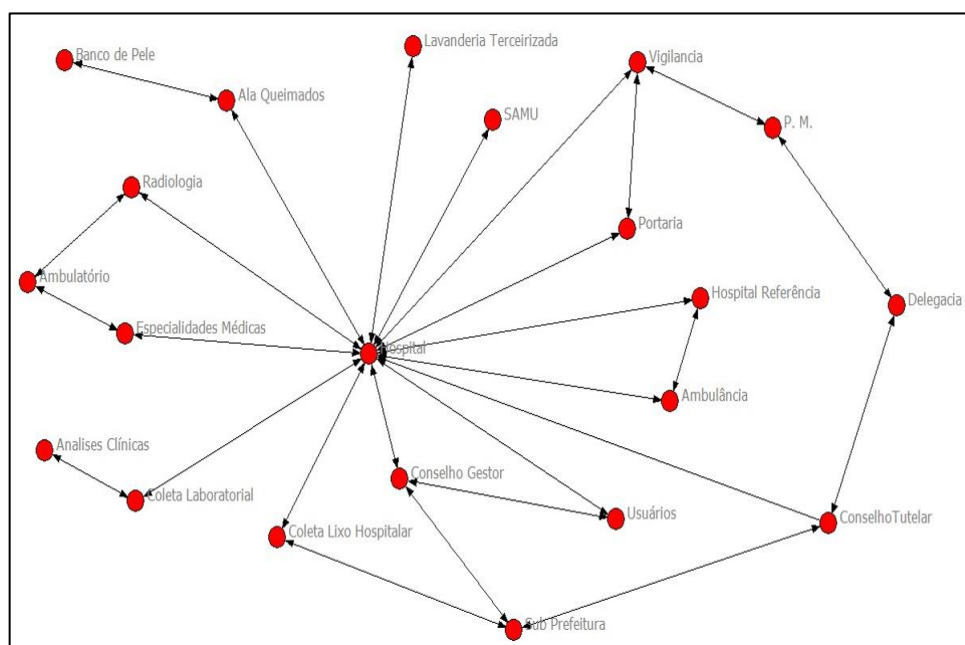 Lavanderia Terceirizada
Banco de Pele
Vigilancia
Ala Queimados
SAMU
P. M.
Radiologia
Portaria
Ambulatório
Hospital Referência
Delegacia
Especialidades Médicas
Hospital
Ambulância
Analises Clínicas
Conselho Gestor
Coleta Laboratorial
Usuários
ConselhoTutelar
Coleta Lixo Hospitalar
Sub Prefeitura